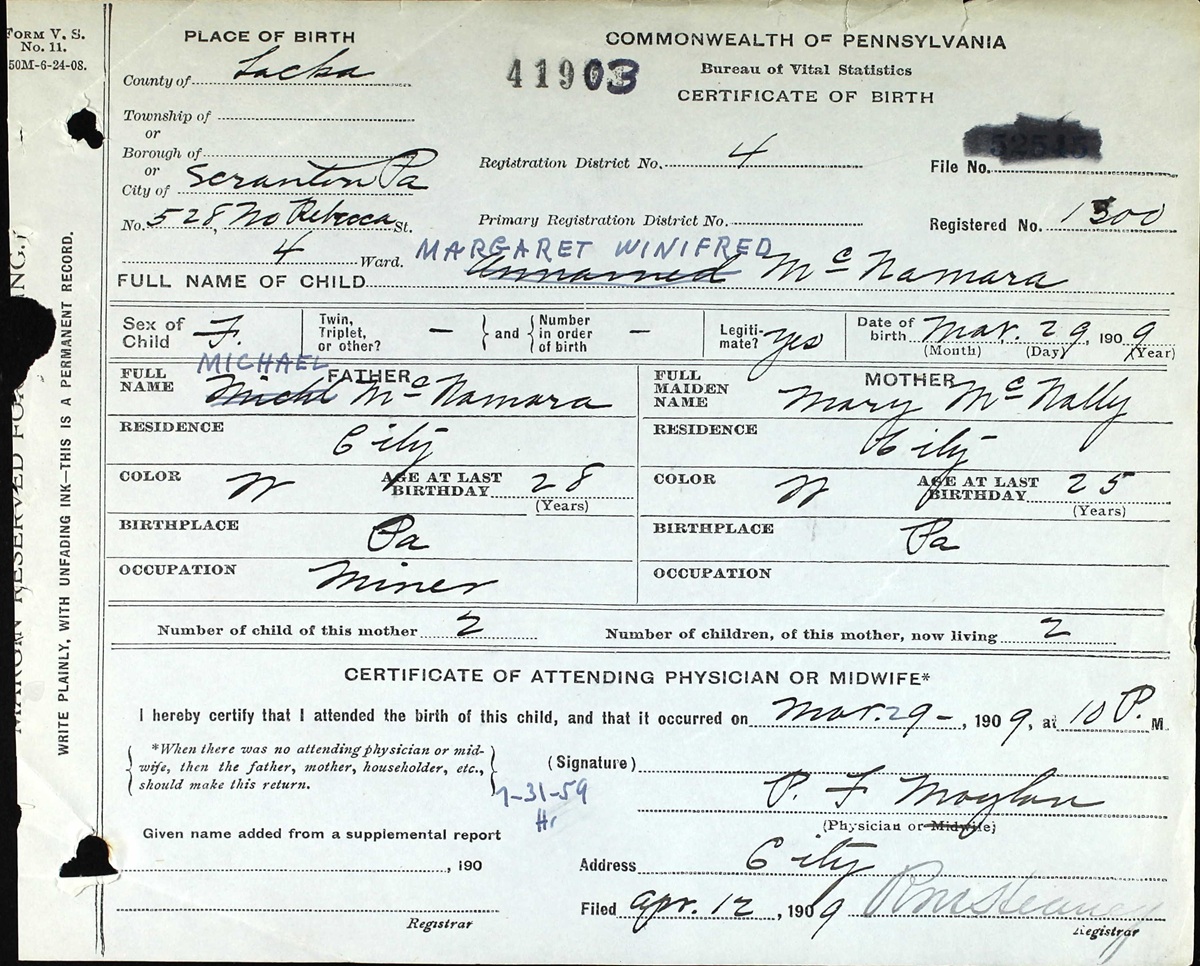 FORM V. S.
No. 11.
50M-6-24-08.
WRITE PLAINLY, WITH UNFADING INK—THIS IS A PERMANENT RECORD.
PLACE OF BIRTH
County of Lacka
Township of
or
Borough of
or
City of Scranton Pa
No. 528, No Rebecca St.
4 Ward.
COMMONWEALTH OF PENNSYLVANIA
41903
Bureau of Vital Statistics
CERTIFICATE OF BIRTH
Registration District No. 4
File No.
Primary Registration District No.
Registered No. 1300
MARGARET WINIFRED
FULL NAME OF CHILD Unnamed McNamara
Sex of Child F.
Twin, Triplet, or other? —
and
Number in order of birth —
Legitimate? yes
Date of birth Mar. 29, 1909
(Month) (Day) (Year)
MICHAEL
FATHER
FULL NAME Michl McNamara
RESIDENCE City
COLOR W AGE AT LAST BIRTHDAY 28
(Years)
BIRTHPLACE Pa
OCCUPATION Miner
MOTHER
FULL MAIDEN NAME Mary McNally
RESIDENCE City
COLOR W AGE AT LAST BIRTHDAY 25
(Years)
BIRTHPLACE Pa
OCCUPATION
Number of child of this mother 2 Number of children, of this mother, now living 2
CERTIFICATE OF ATTENDING PHYSICIAN OR MIDWIFE*
I hereby certify that I attended the birth of this child, and that it occurred on Mar. 29-, 1909, at 10 P. M
*When there was no attending physician or mid-
wife, then the father, mother, householder, etc.,
should make this return.
7-31-59
(Signature)
P. F Moylan
(Physician or Midwife)
Given name added from a supplemental report
, 190
Registrar
Address City
Filed Apr. 12, 1909
Registrar